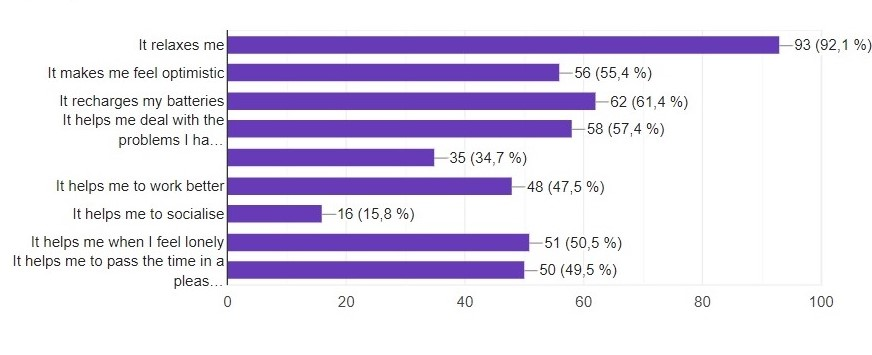 It relaxes me
93 (92,1 %)
It makes me feel optimistic
56 (55,4 %)
It recharges my batteries
62 (61,4 %)
It helps me deal with the
problems I ha...
58 (57,4 %)
35 (34,7 %)
It helps me to work better
48 (47,5 %)
It helps me to socialise
16 (15,8 %)
It helps me when I feel lonely
51 (50,5 %)
It helps me to pass the time in a
pleas...
50 (49,5 %)
0 20 40 60 80 100